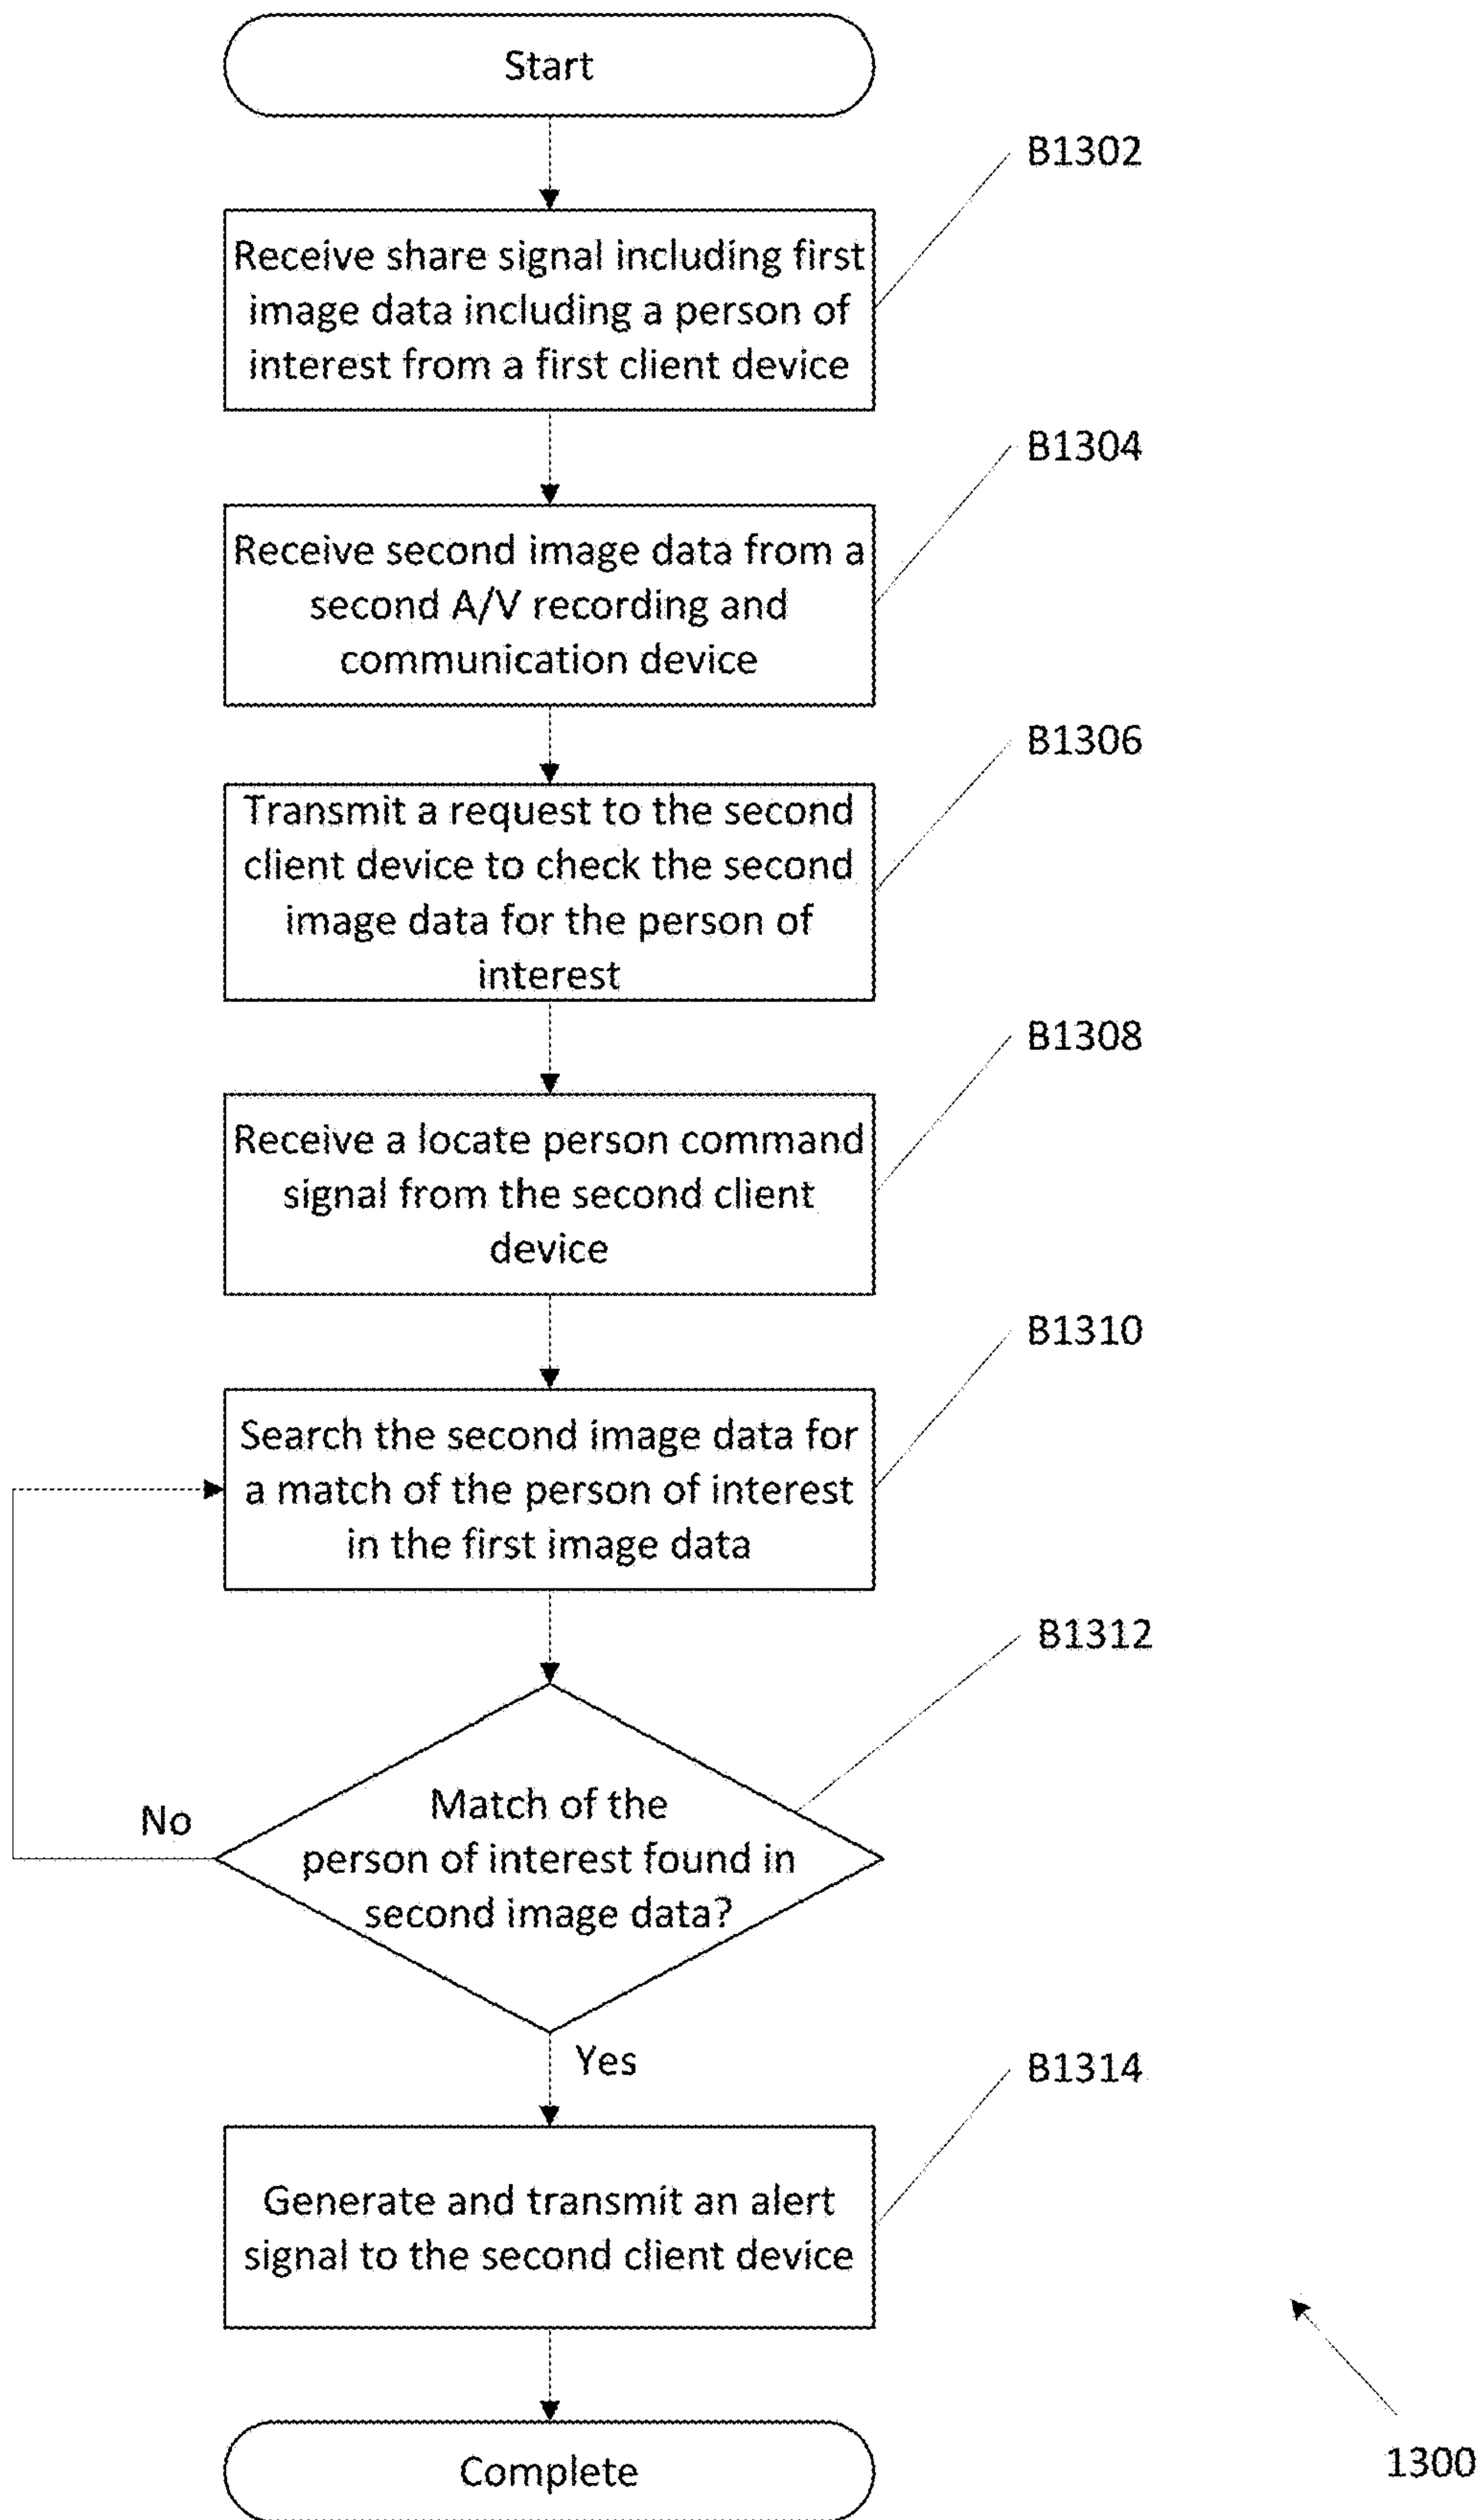 Start
B1302
Receive share signal including first
image data including a person of
interest from a first client device
B1304
Receive second image data from a
second A/V recording and
communication device
B1306
Transmit a request to the second
client device to check the second
image data for the person of
interest
B1308
Receive a locate person command
signal from the second client
device
B1310
Search the second image data for
a match of the person of interest
in the first image data
B1312
Match of the
person of interest found in
second image data?
No
Yes
B1314
Generate and transmit an alert
signal to the second client device
Complete
1300